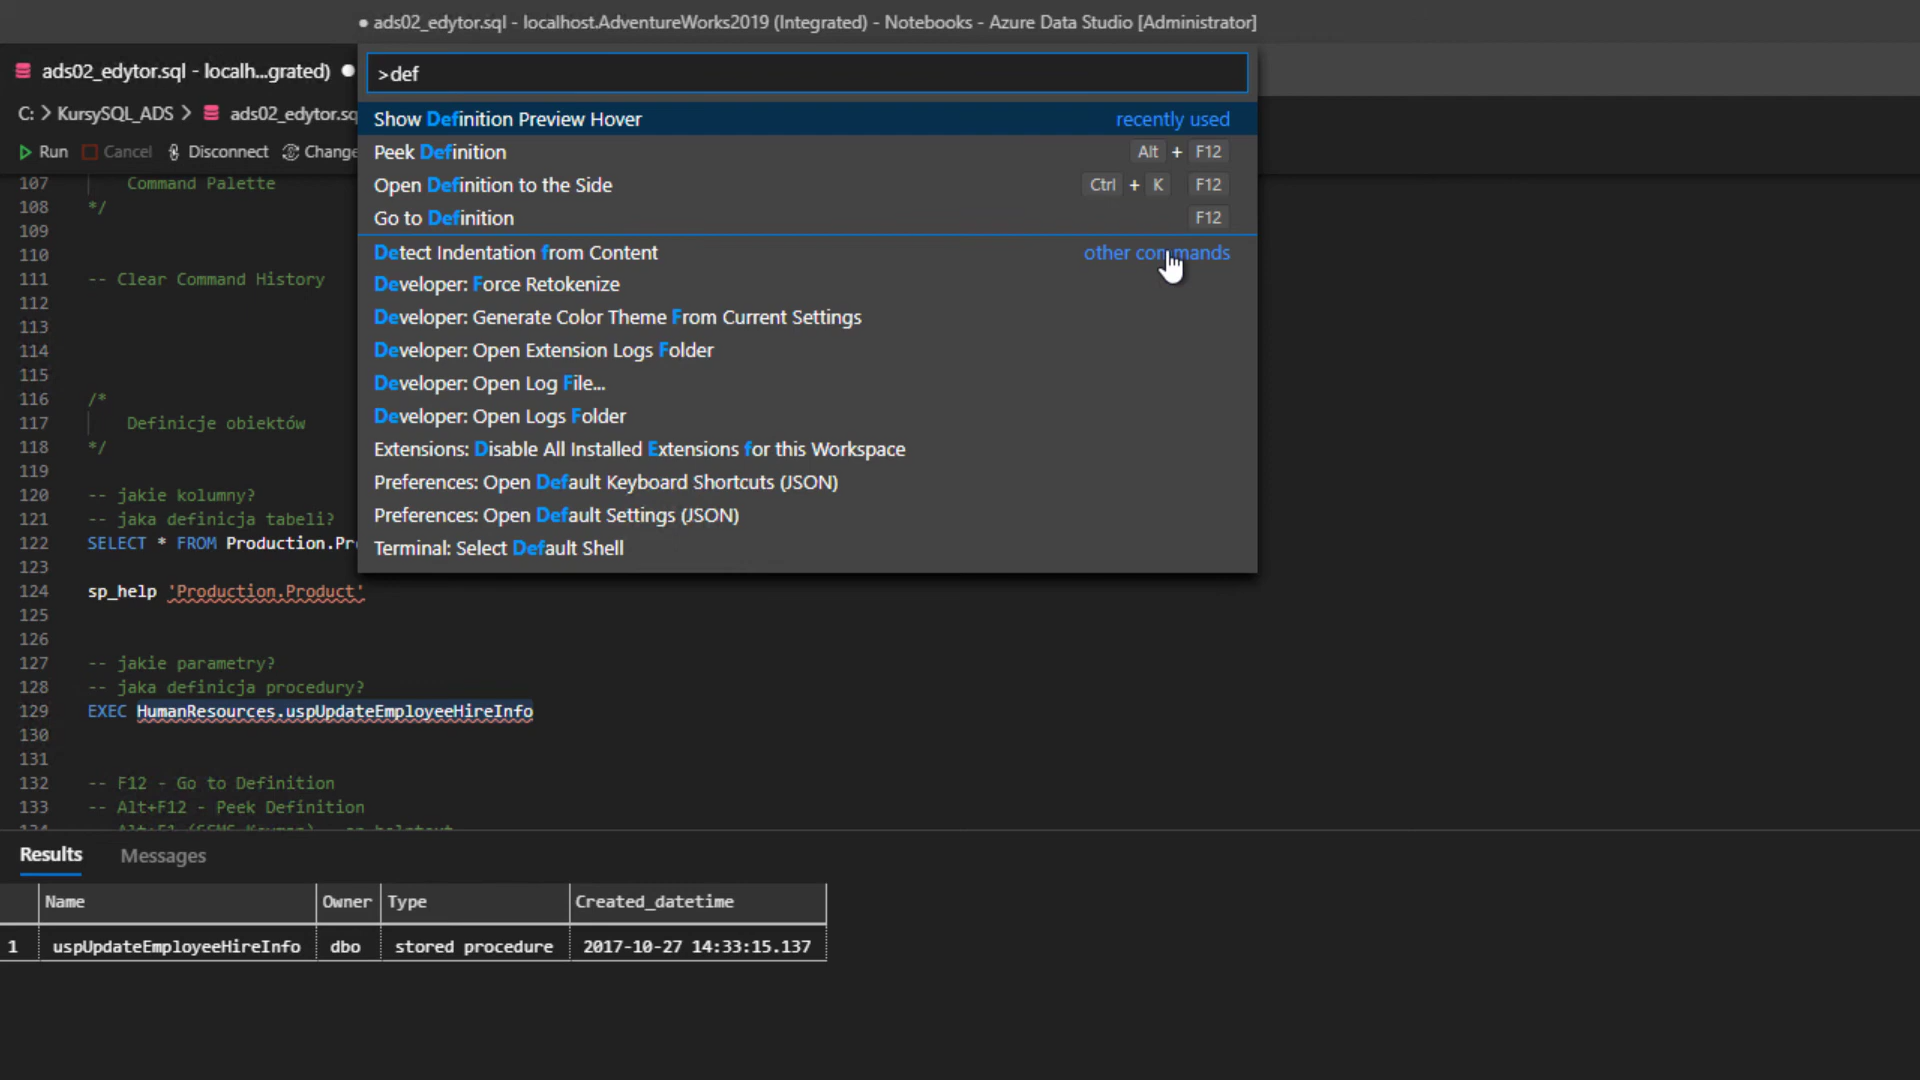 ● ads02_edytor.sql - localhost.AdventureWorks2019 (Integrated) - Notebooks - Azure Data Studio [Administrator]
ads02_edytor.sql - localh...grated) ●
C: > KursySQL_ADS > ads02_edytor.sq
Run Cancel Disconnect Change
>def
Show Definition Preview Hover recently used
Peek Definition Alt + F12
Open Definition to the Side Ctrl + K F12
Go to Definition F12
Detect Indentation from Content other commands
Developer: Force Retokenize
Developer: Generate Color Theme From Current Settings
Developer: Open Extension Logs Folder
Developer: Open Log File...
Developer: Open Logs Folder
Extensions: Disable All Installed Extensions for this Workspace
Preferences: Open Default Keyboard Shortcuts (JSON)
Preferences: Open Default Settings (JSON)
Terminal: Select Default Shell
107 Command Palette
108 */
109
110
111 -- Clear Command History
112
113
114
115
116 /*
117 Definicje obiektów
118 */
119
120 -- jakie kolumny?
121 -- jaka definicja tabeli?
122 SELECT * FROM Production.Pr
123
124 sp_help 'Production.Product'
125
126
127 -- jakie parametry?
128 -- jaka definicja procedury?
129 EXEC HumanResources.uspUpdateEmployeeHireInfo
130
131
132 -- F12 - Go to Definition
133 -- Alt+F12 - Peek Definition
Results Messages
Name Owner Type Created_datetime
1 uspUpdateEmployeeHireInfo dbo stored procedure 2017-10-27 14:33:15.137